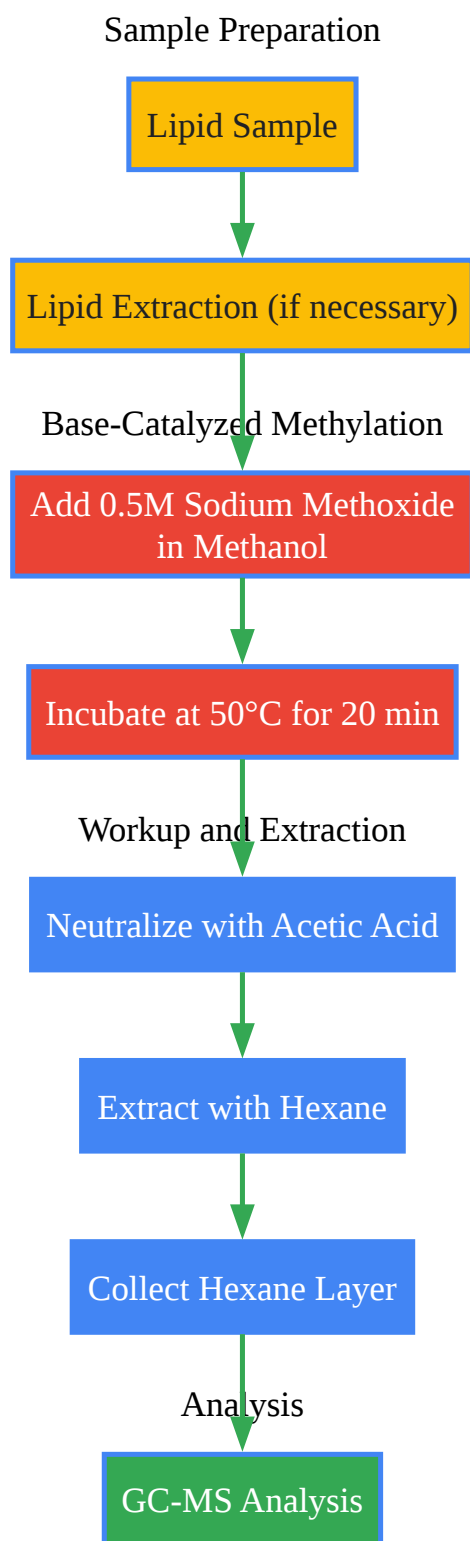 Sample Preparation
Lipid Sample
Lipid Extraction (if necessary)
Base-Catalyzed Methylation
Add 0.5M Sodium Methoxide
in Methanol
Incubate at 50°C for 20 min
Workup and Extraction
Neutralize with Acetic Acid
Extract with Hexane
Collect Hexane Layer
Analysis
GC-MS Analysis